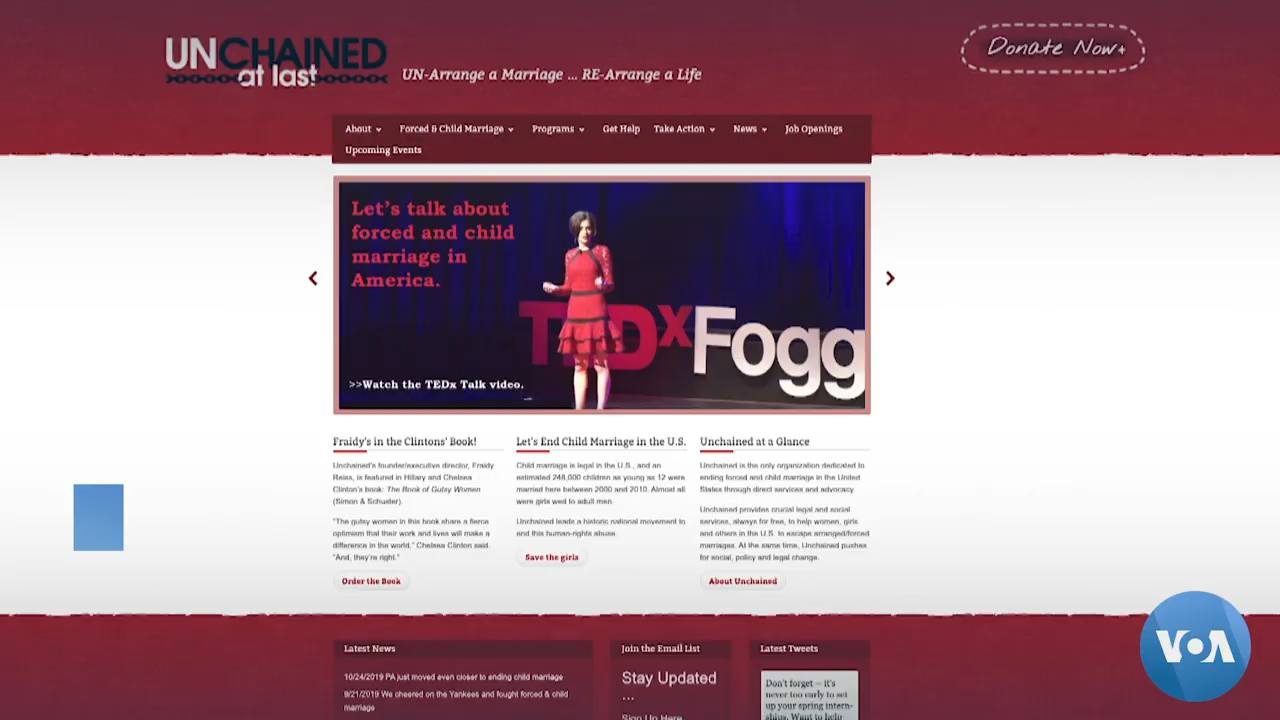 UNCHAINED
at last
UN-Arrange a Marriage ... RE-Arrange a Life
Donate Now+
About
Forced & Child Marriage
Programs
Get Help
Take Action
News
Job Openings
Upcoming Events
Let's talk about
forced and child
marriage in
America.
TEDxFogg
>>Watch the TEDx Talk video.
Fraidy's in the Clintons' Book!
Unchained's founder/executive director, Fraidy
Reiss, is featured in Hillary and Chelsea
Clinton's book: The Book of Gutsy Women
(Simon & Schuster).
"The gutsy women in this book share a fierce
optimism that their work and lives will make a
difference in the world," Chelsea Clinton said.
"And, they're right."
Order the Book
Let's End Child Marriage in the U.S.
Child marriage is legal in the U.S., and an
estimated 248,000 children as young as 12 were
married here between 2000 and 2010. Almost all
were girls wed to adult men.
Unchained leads a historic national movement to
end this human-rights abuse.
Save the girls
Unchained at a Glance
Unchained is the only organization dedicated to
ending forced and child marriage in the United
States through direct services and advocacy.
Unchained provides crucial legal and social
services, always for free, to help women, girls
and others in the U.S. to escape arranged/forced
marriages. At the same time, Unchained pushes
for social, policy and legal change.
About Unchained
Latest News
10/24/2019 PA just moved even closer to ending child marriage
9/21/2019 We cheered on the Yankees and fought forced & child
marriage
Join the Email List
Stay Updated
...
Sign Up Here
Latest Tweets
Don't forget – it's
never too early to set
up your spring intern-
ships. Want to help
VOA